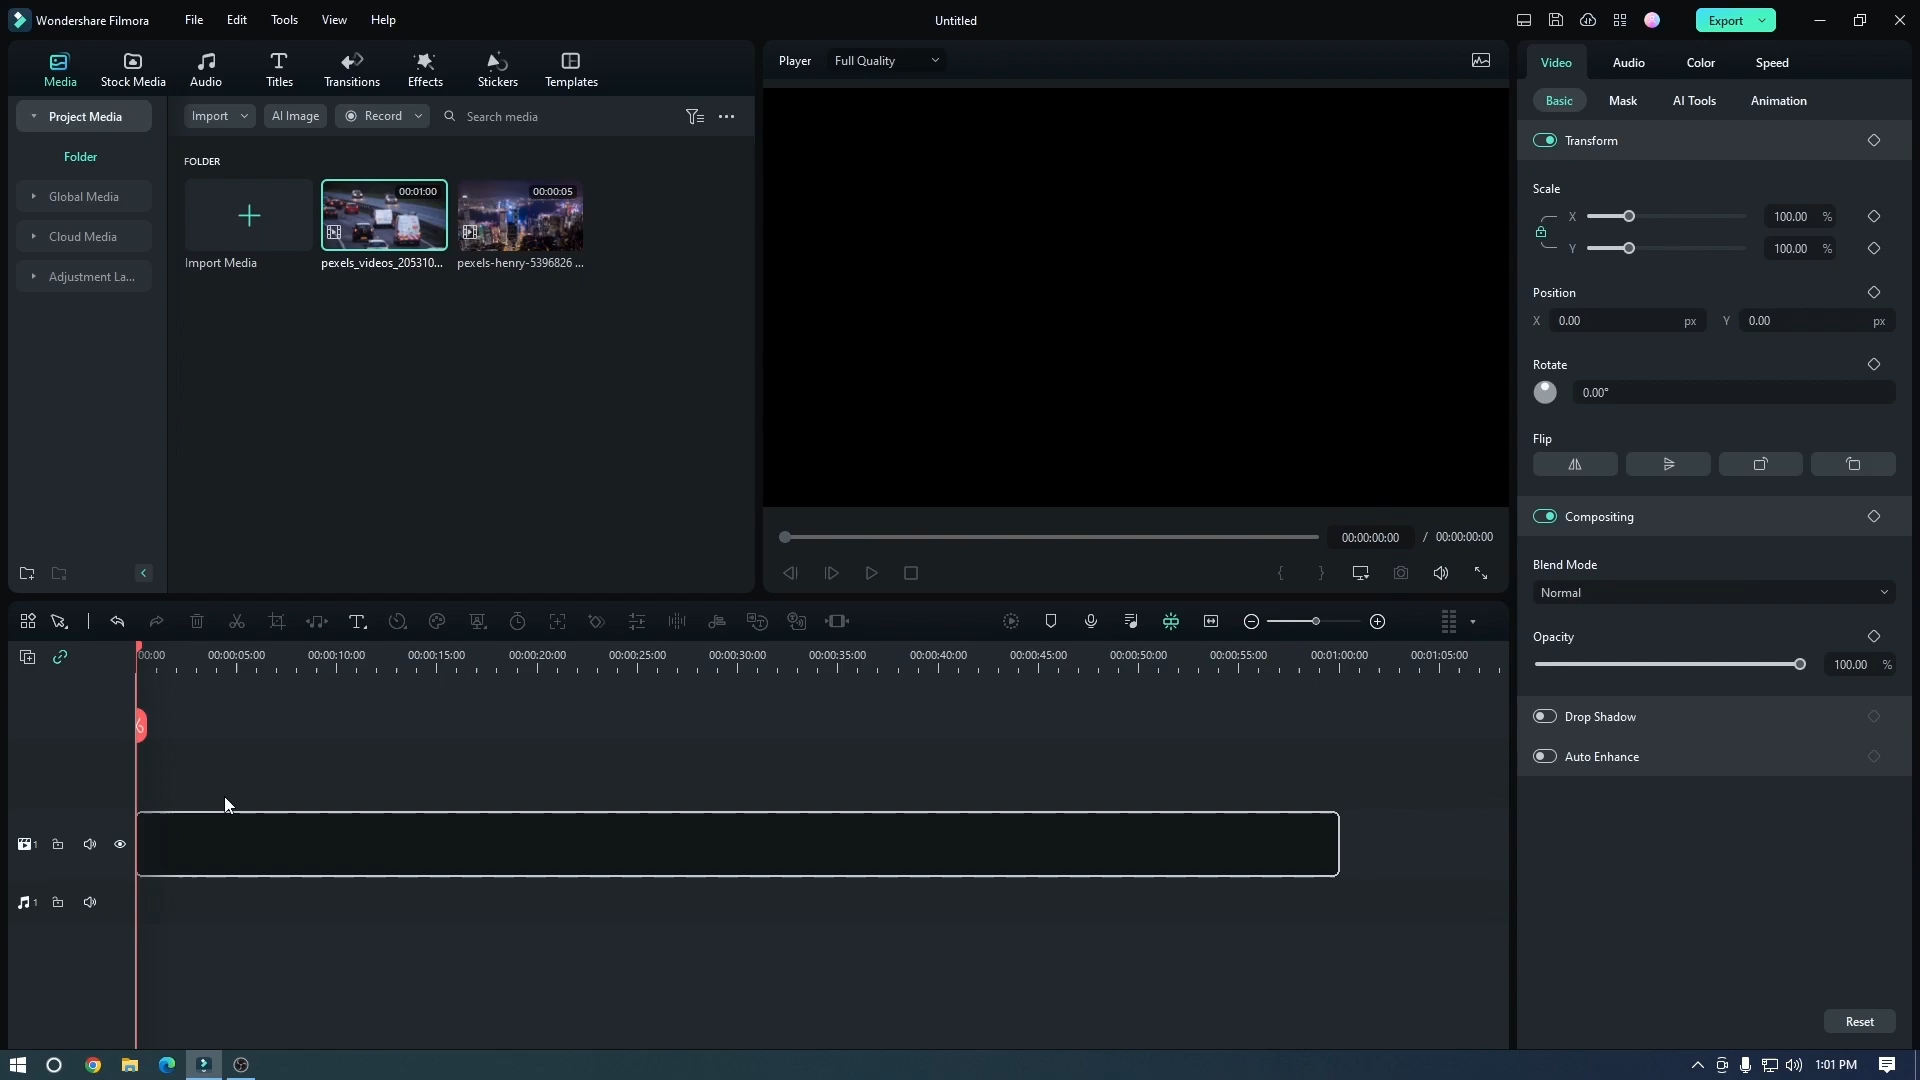 Wondershare Filmora
File
Edit
Tools
View
Help
Untitled
Export
Media
Stock Media
Audio
Titles
Transitions
Effects
Stickers
Templates
Player
Full Quality
Video
Audio
Color
Speed
Project Media
Folder
Global Media
Cloud Media
Adjustment La...
Import
AI Image
Record
Search media
FOLDER
00:01:00
00:00:05
Import Media
pexels_videos_205310...
pexels-henry-5396826 ...
00:00:00:00
/ 00:00:00:00
{
}
Basic
Mask
AI Tools
Animation
Transform
Scale
X
100.00 %
Y
100.00 %
Position
X
0.00
px
Y
0.00
px
Rotate
0.00°
Flip
Compositing
Blend Mode
Normal
Opacity
100.00 %
Drop Shadow
Auto Enhance
Reset
00:00
00:00:05:00
00:00:10:00
00:00:15:00
00:00:20:00
00:00:25:00
00:00:30:00
00:00:35:00
00:00:40:00
00:00:45:00
00:00:50:00
00:00:55:00
00:01:00:00
00:01:05:00
1
1
1:01 PM